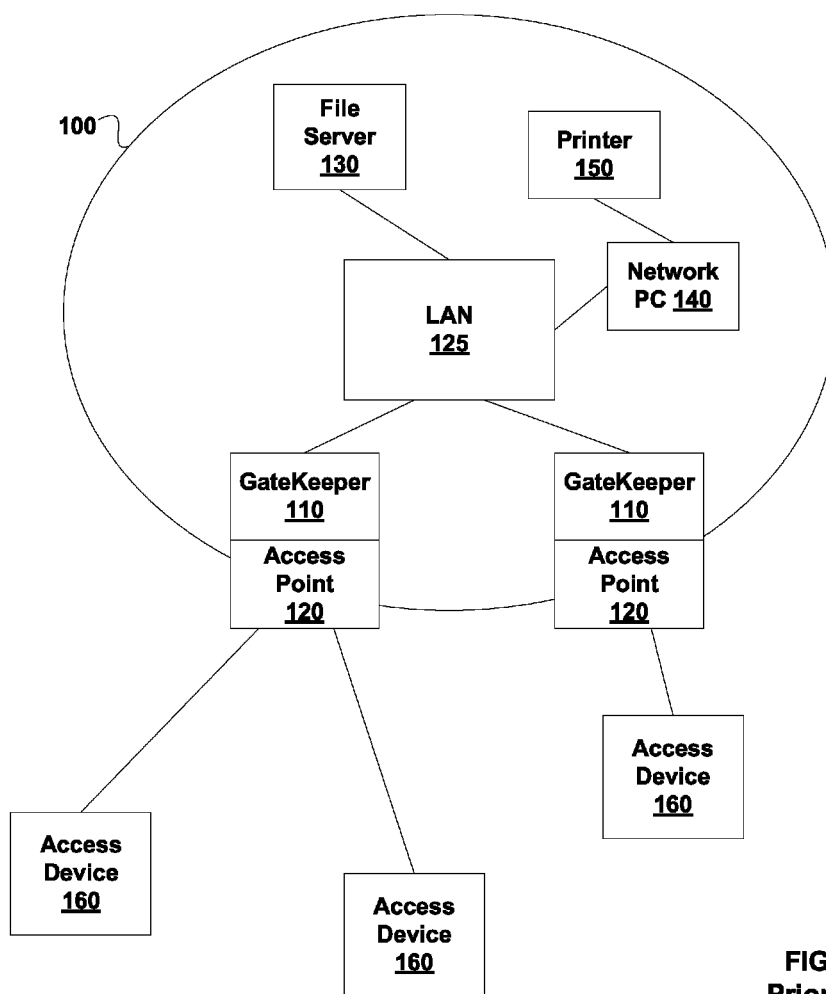 100
File
Server
130
Printer
150
Network
PC 140
LAN
125
GateKeeper
110
GateKeeper
110
Access
Point
120
Access
Point
120
Access
Device
160
Access
Device
160
Access
Device
160
FIG
Prior